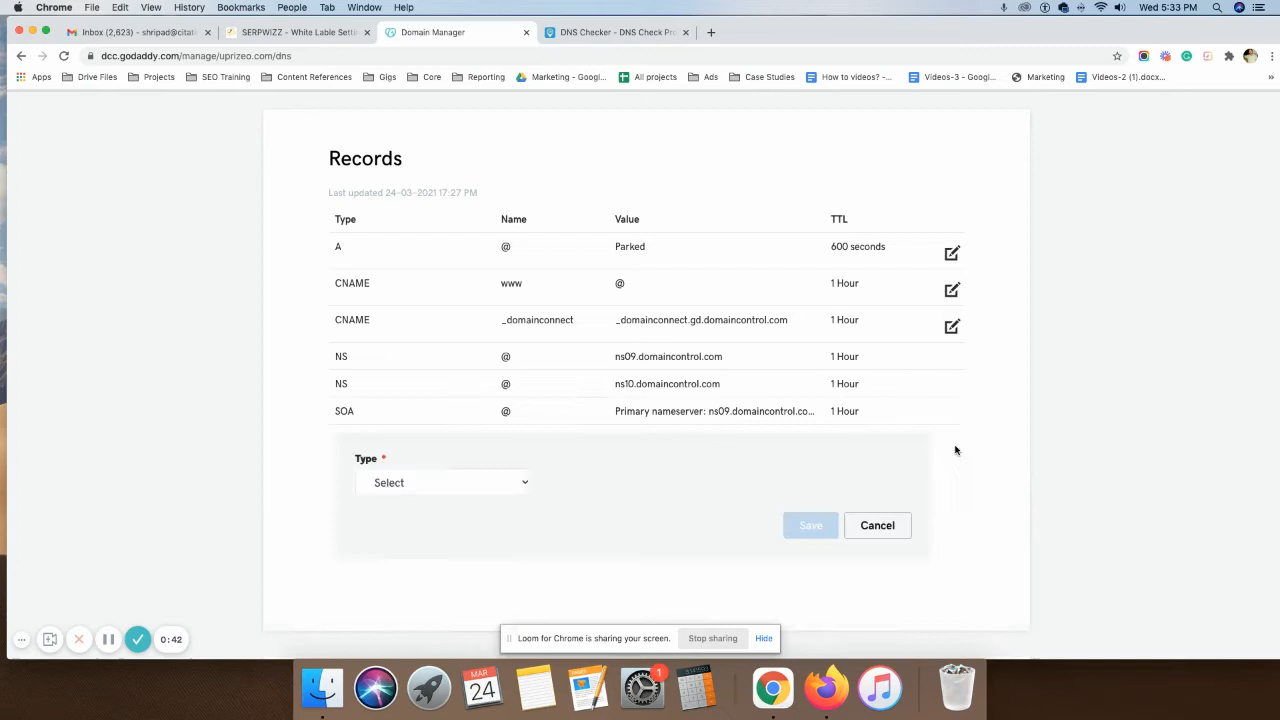 Chrome File Edit View History Bookmarks People Tab Window Help Wed 5:33 PM
Inbox (2,623) - shripad@citati SERPWIZZ - White Lable Setti Domain Manager DNS Checker - DNS Check Pro
dcc.godaddy.com/manage/uprizeo.com/dns
Apps Drive Files Projects SEO Training Content References Gigs Core Reporting Marketing - Googl... All projects Ads Case Studies How to videos? -... Videos-3 - Googl... Marketing Videos-2 (1).docx...
Records
Last updated 24-03-2021 17:27 PM
Type Name Value TTL
A @ Parked 600 seconds
CNAME www @ 1 Hour
CNAME _domainconnect _domainconnect.gd.domaincontrol.com 1 Hour
NS @ ns09.domaincontrol.com 1 Hour
NS @ ns10.domaincontrol.com 1 Hour
SOA @ Primary nameserver: ns09.domaincontrol.co... 1 Hour
Type *
Select
Save Cancel
0:42
Loom for Chrome is sharing your screen. Stop sharing Hide
1
MAR
24